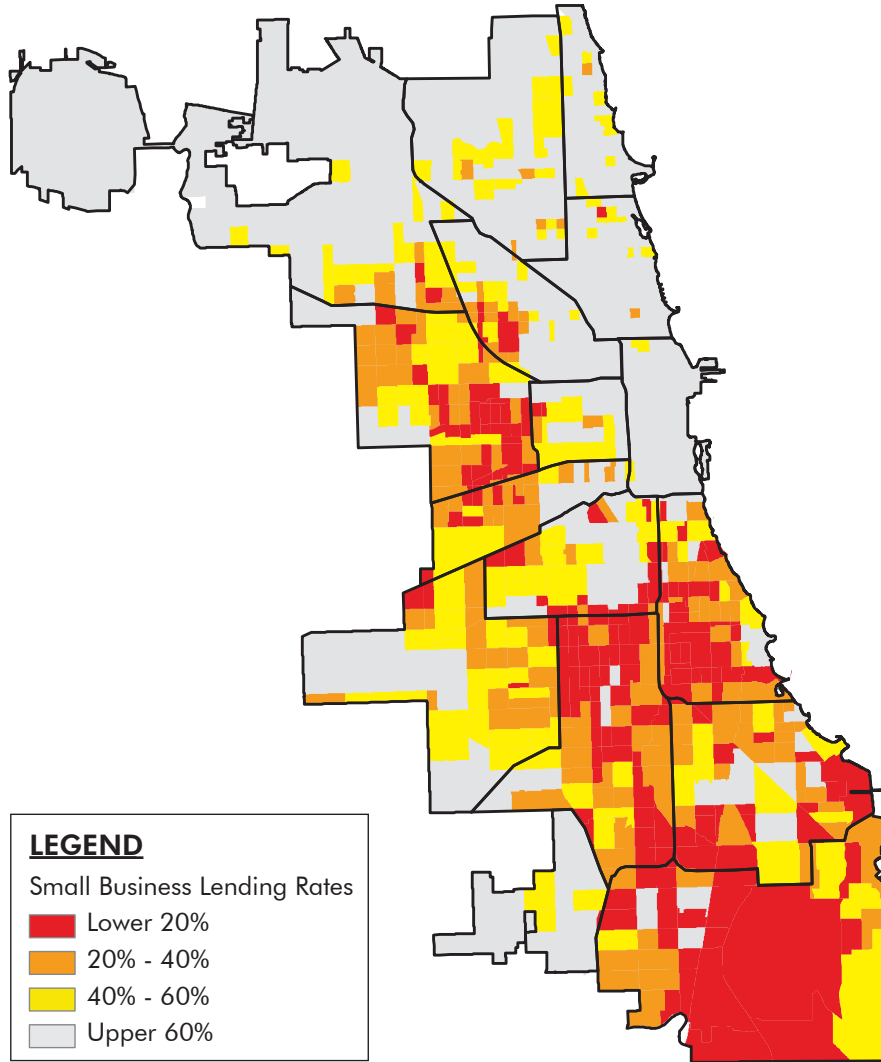 LEGEND
Small Business Lending Rates
Lower 20%
20% - 40%
40% - 60%
Upper 60%